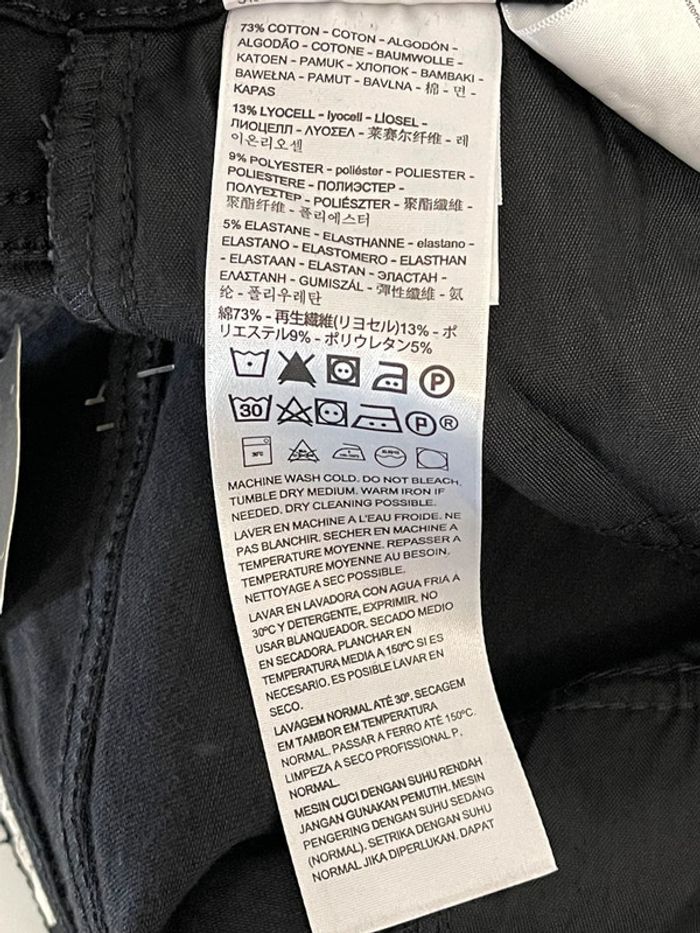 73% COTTON - COTON - ALGODÓN -
ALGODÃO - COTONE - BAUMWOLLE -
KATOEN - PAMUK - ХЛОПОК - ΒΑΜΒΑΚΙ -
BAWEŁNA - PAMUT - BAVLNA - 棉 - 면 -
KAPAS
13% LYOCELL - lyocell - LİOSEL -
ЛИОЦЕЛЛ - ΛΥΟΣΕΛ - 莱赛尔纤维 - 레
이온리오셀
9% POLYESTER - poliéster - POLIESTER -
POLIESTERE - ПОЛИЭСТЕР -
ΠΟΛΥΕΣΤΕΡ - POLIÉSZTER - 聚酯纖維 -
聚酯纤维 - 폴리에스터
5% ELASTANE - ELASTHANNE - elastano -
ELASTANO - ELASTOMERO - ELASTHAN
- ELASTAAN - ELASTAN - ЭЛАСТАН -
ΕΛΑΣΤΑΝΗ - GUMISZÁL - 彈性纖維 - 氨
纶 - 폴리우레탄
綿73% - 再生繊維(リヨセル)13% - ポ
リエステル9% - ポリウレタン5%
P
30 P ®
30°C
MACHINE WASH COLD. DO NOT BLEACH.
TUMBLE DRY MEDIUM. WARM IRON IF
NEEDED. DRY CLEANING POSSIBLE.
LAVER EN MACHINE A L'EAU FROIDE. NE
PAS BLANCHIR. SECHER EN MACHINE A
TEMPERATURE MOYENNE. REPASSER A
TEMPERATURE MOYENNE AU BESOIN.
NETTOYAGE A SEC POSSIBLE.
LAVAR EN LAVADORA CON AGUA FRIA A
30ºC Y DETERGENTE, EXPRIMIR. NO
USAR BLANQUEADOR. SECADO MEDIO
EN SECADORA. PLANCHAR EN
TEMPERATURA MEDIA A 150ºC SI ES
NECESARIO. ES POSIBLE LAVAR EN
SECO.
LAVAGEM NORMAL ATÉ 30º. SECAGEM
EM TAMBOR EM TEMPERATURA
NORMAL. PASSAR A FERRO ATÉ 150ºC.
LIMPEZA A SECO PROFISSIONAL P.
NORMAL.
MESIN CUCI DENGAN SUHU RENDAH
JANGAN GUNAKAN PEMUTIH. MESIN
PENGERING DENGAN SUHU SEDANG
(NORMAL). SETRIKA DENGAN SUHU
NORMAL JIKA DIPERLUKAN. DAPAT